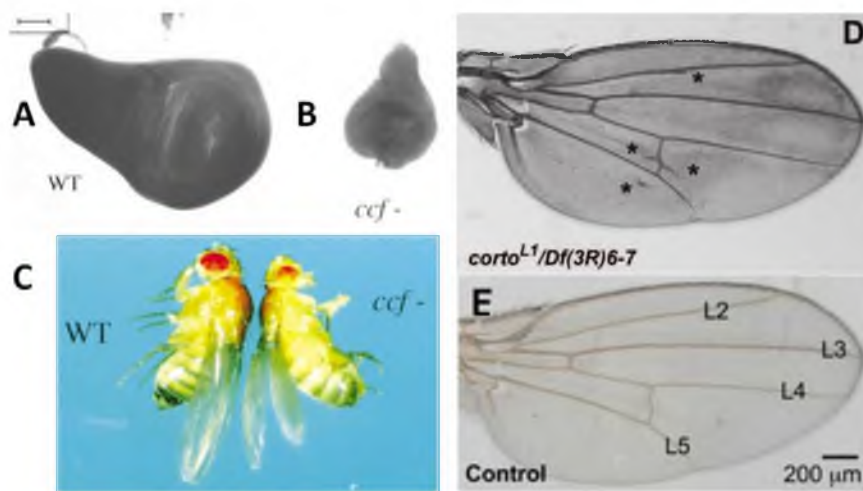 A
WT
B
ccf -
C
WT
ccf -
D
*
*
*
*
corto^L1/Df(3R)6-7
E
L2
L3
L4
L5
Control
200 µm